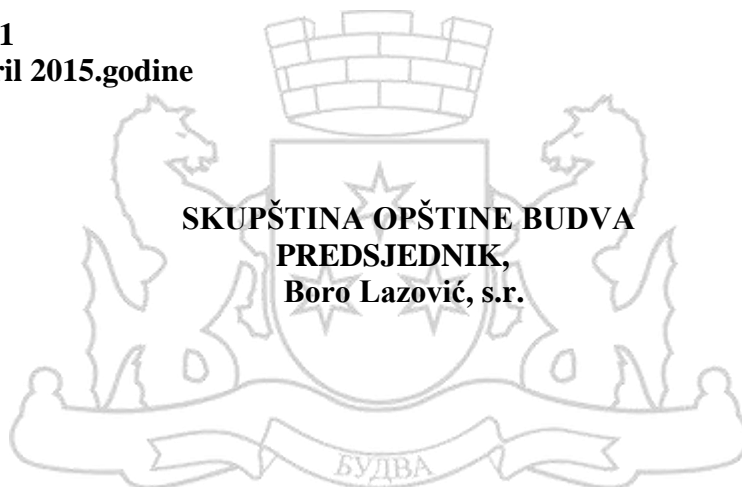 1
ril 2015.godine
SKUPŠTINA OPŠTINE BUDVA
PREDSJEDNIK,
Boro Lazović, s.r.
БУДВА